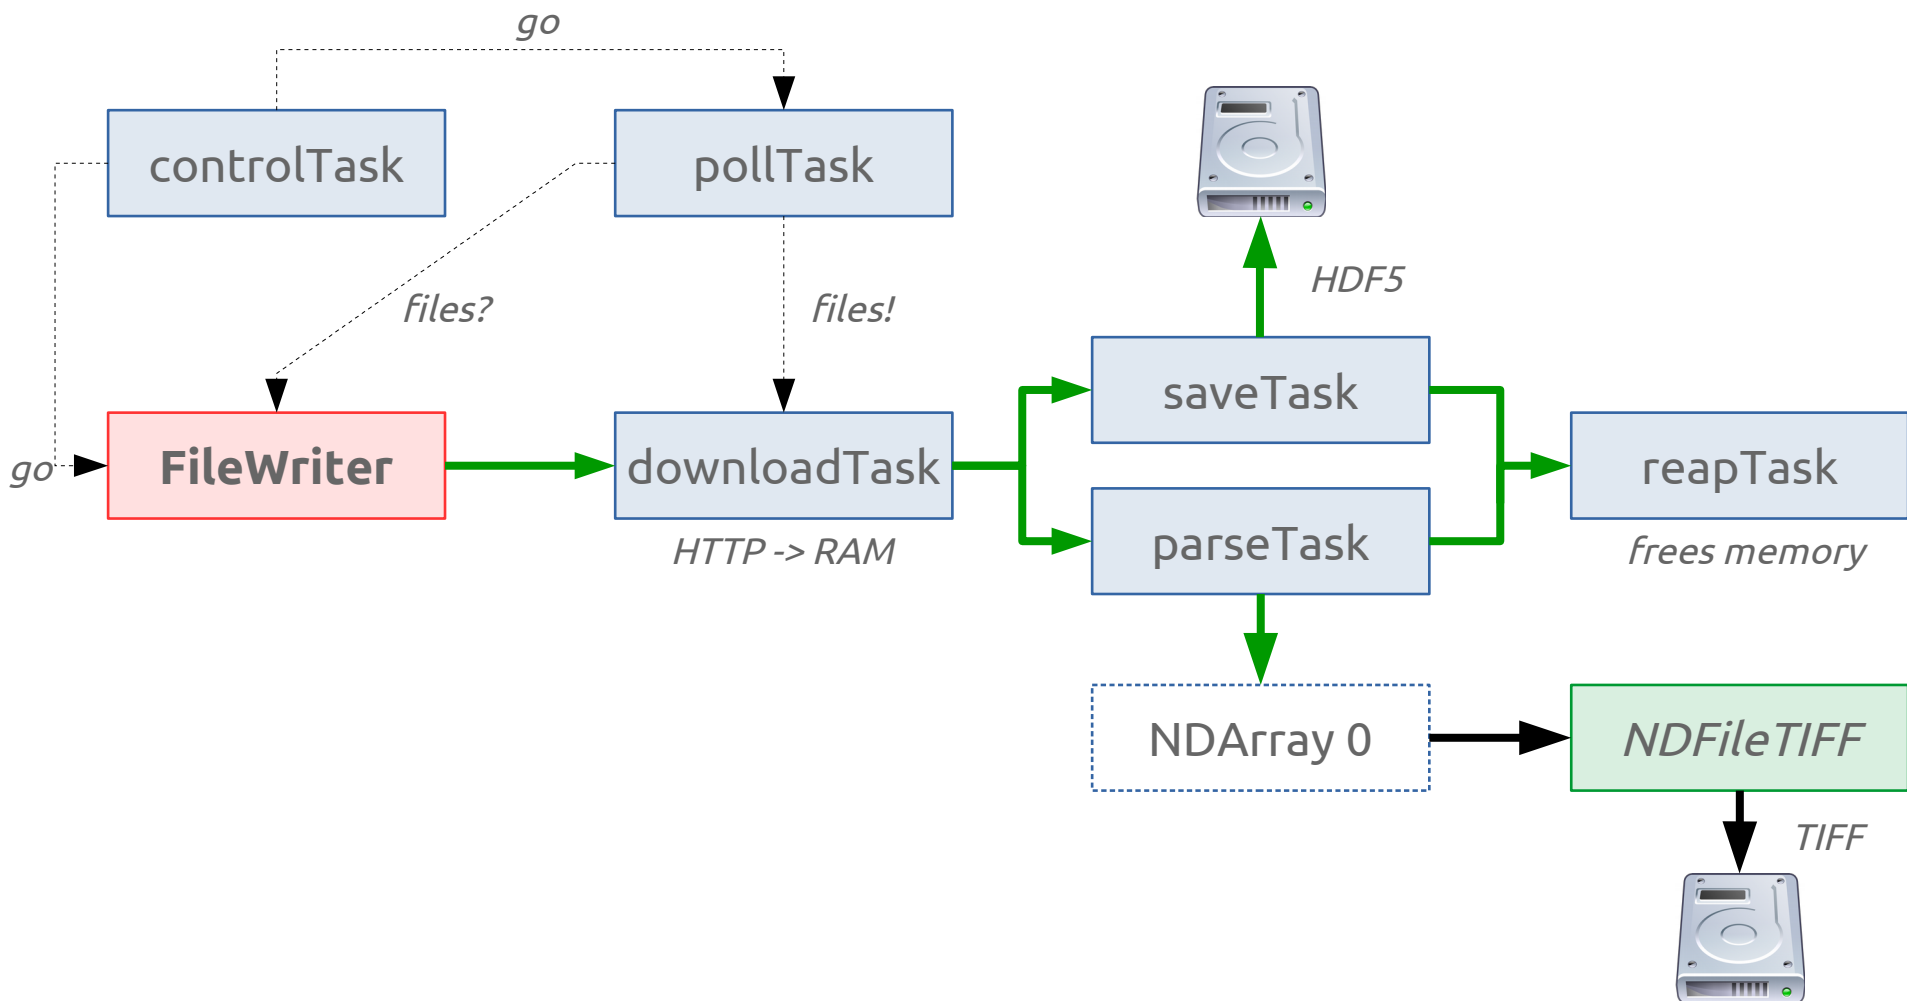 go
controlTask
pollTask
files?
files!
HDF5
saveTask
go
FileWriter
downloadTask
reapTask
HTTP -> RAM
parseTask
frees memory
NDArray 0
NDFileTIFF
TIFF